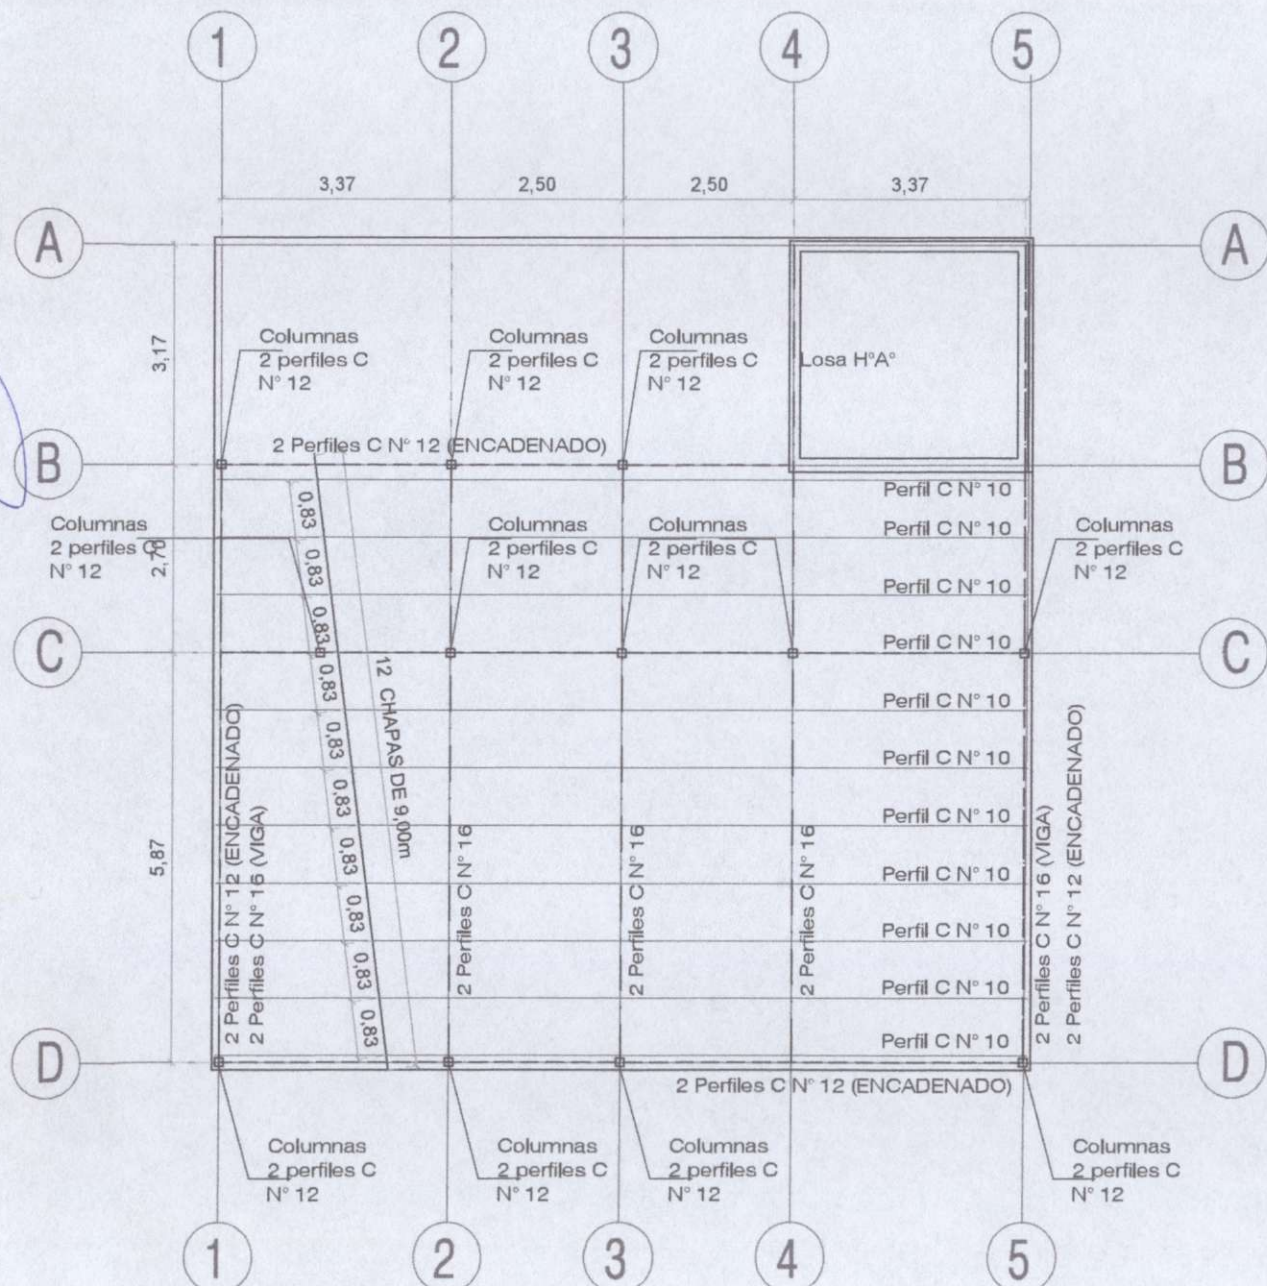 1
2
3
4
5
3,37
2,50
2,50
3,37
A
A
3,17
Columnas
2 perfiles C
N° 12
Columnas
2 perfiles C
N° 12
Columnas
2 perfiles C
N° 12
Losa H°A°
2 Perfiles C N° 12 (ENCADENADO)
B
B
Perfil C N° 10
Columnas
2 perfiles C
N° 12
2,70
0,83
0,83
0,83
0,83
0,83
0,83
0,83
0,83
0,83
0,83
12 CHAPAS DE 9,00m
Columnas
2 perfiles C
N° 12
Columnas
2 perfiles C
N° 12
Perfil C N° 10
Columnas
2 perfiles C
N° 12
Perfil C N° 10
Perfil C N° 10
C
C
Perfil C N° 10
Perfil C N° 10
Perfil C N° 10
Perfil C N° 10
Perfil C N° 10
Perfil C N° 10
Perfil C N° 10
5,87
2 Perfiles C N° 12 (ENCADENADO)
2 Perfiles C N° 16 (VIGA)
2 Perfiles C N° 16
2 Perfiles C N° 16
2 Perfiles C N° 16
2 Perfiles C N° 16 (VIGA)
2 Perfiles C N° 12 (ENCADENADO)
D
D
2 Perfiles C N° 12 (ENCADENADO)
Columnas
2 perfiles C
N° 12
Columnas
2 perfiles C
N° 12
Columnas
2 perfiles C
N° 12
Columnas
2 perfiles C
N° 12
1
2
3
4
5